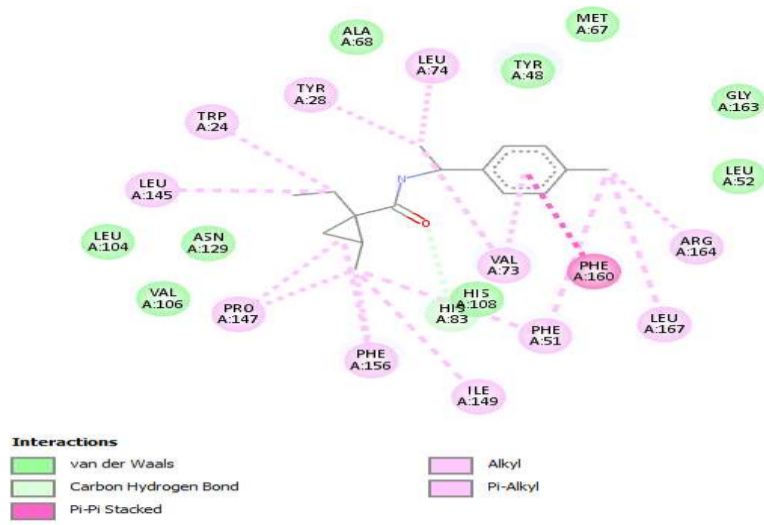 MET
A:67
ALA
A:68
LEU
A:74
TYR
A:48
TYR
A:28
GLY
A:163
TRP
A:24
LEU
A:52
LEU
A:145
N
O
LEU
A:104
ASN
A:129
ARG
A:164
VAL
A:73
PHE
A:160
VAL
A:106
HIS
A:108
PRO
A:147
HIS
A:83
PHE
A:51
LEU
A:167
PHE
A:156
ILE
A:149
Interactions
van der Waals
Carbon Hydrogen Bond
Pi-Pi Stacked
Alkyl
Pi-Alkyl